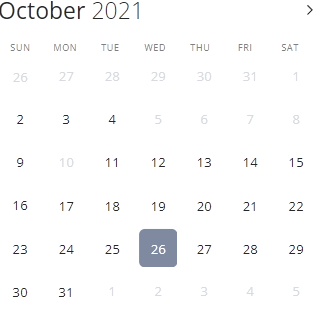 October 2021
SUN MON TUE WED THU FRI SAT
26 27 28 29 30 31 1
2 3 4 5 6 7 8
9 10 11 12 13 14 15
16 17 18 19 20 21 22
23 24 25 26 27 28 29
30 31 1 2 3 4 5